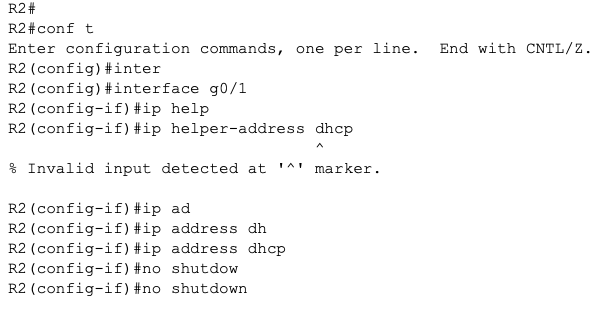 R2#
R2#conf t
Enter configuration commands, one per line.  End with CNTL/Z.
R2(config)#inter
R2(config)#interface g0/1
R2(config-if)#ip help
R2(config-if)#ip helper-address dhcp
                                ^
% Invalid input detected at '^' marker.

R2(config-if)#ip ad
R2(config-if)#ip address dh
R2(config-if)#ip address dhcp
R2(config-if)#no shutdow
R2(config-if)#no shutdown